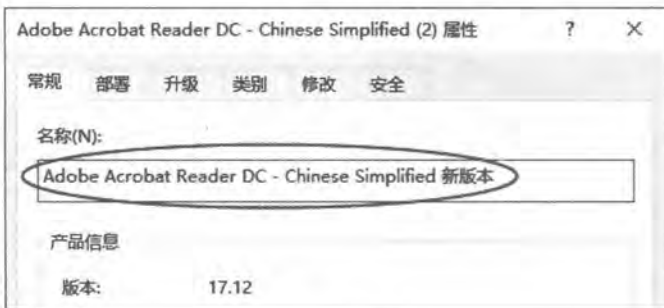 Adobe Acrobat Reader DC - Chinese Simplified (2) 属性 ? ×
常规 部署 升级 类别 修改 安全
名称(N):
Adobe Acrobat Reader DC - Chinese Simplified 新版本
产品信息
版本: 17.12